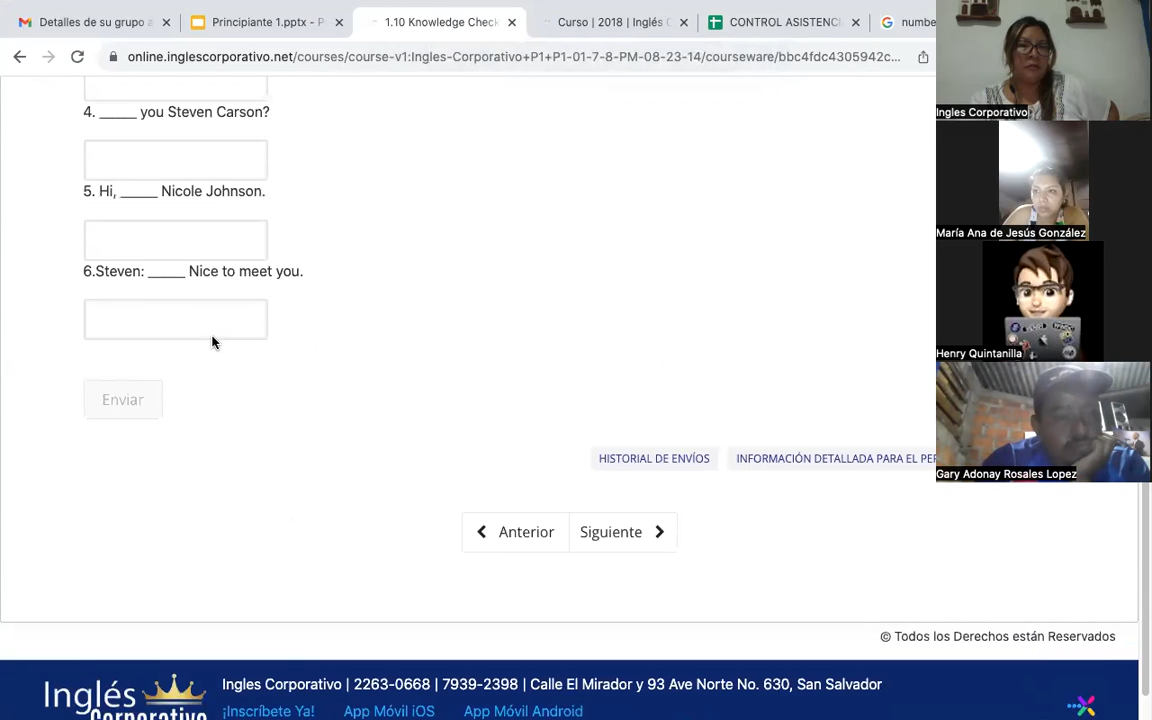 Detalles de su grupo a
Principiante 1.pptx - P
1.10 Knowledge Check
Curso | 2018 | Inglés C
CONTROL ASISTENC
numbe
online.inglescorporativo.net/courses/course-v1:Ingles-Corporativo+P1+P1-01-7-8-PM-08-23-14/courseware/bbc4fdc4305942c...
Ingles Corporativo
María Ana de Jesús González
Henry Quintanilla
Gary Adonay Rosales Lopez
4. _____ you Steven Carson?
5. Hi, _____ Nicole Johnson.
6.Steven: _____ Nice to meet you.
Enviar
HISTORIAL DE ENVÍOS
INFORMACIÓN DETALLADA PARA EL PE
Anterior
Siguiente
© Todos los Derechos están Reservados
Inglés
Corporativo
Ingles Corporativo | 2263-0668 | 7939-2398 | Calle El Mirador y 93 Ave Norte No. 630, San Salvador
¡Inscríbete Ya! App Móvil iOS App Móvil Android